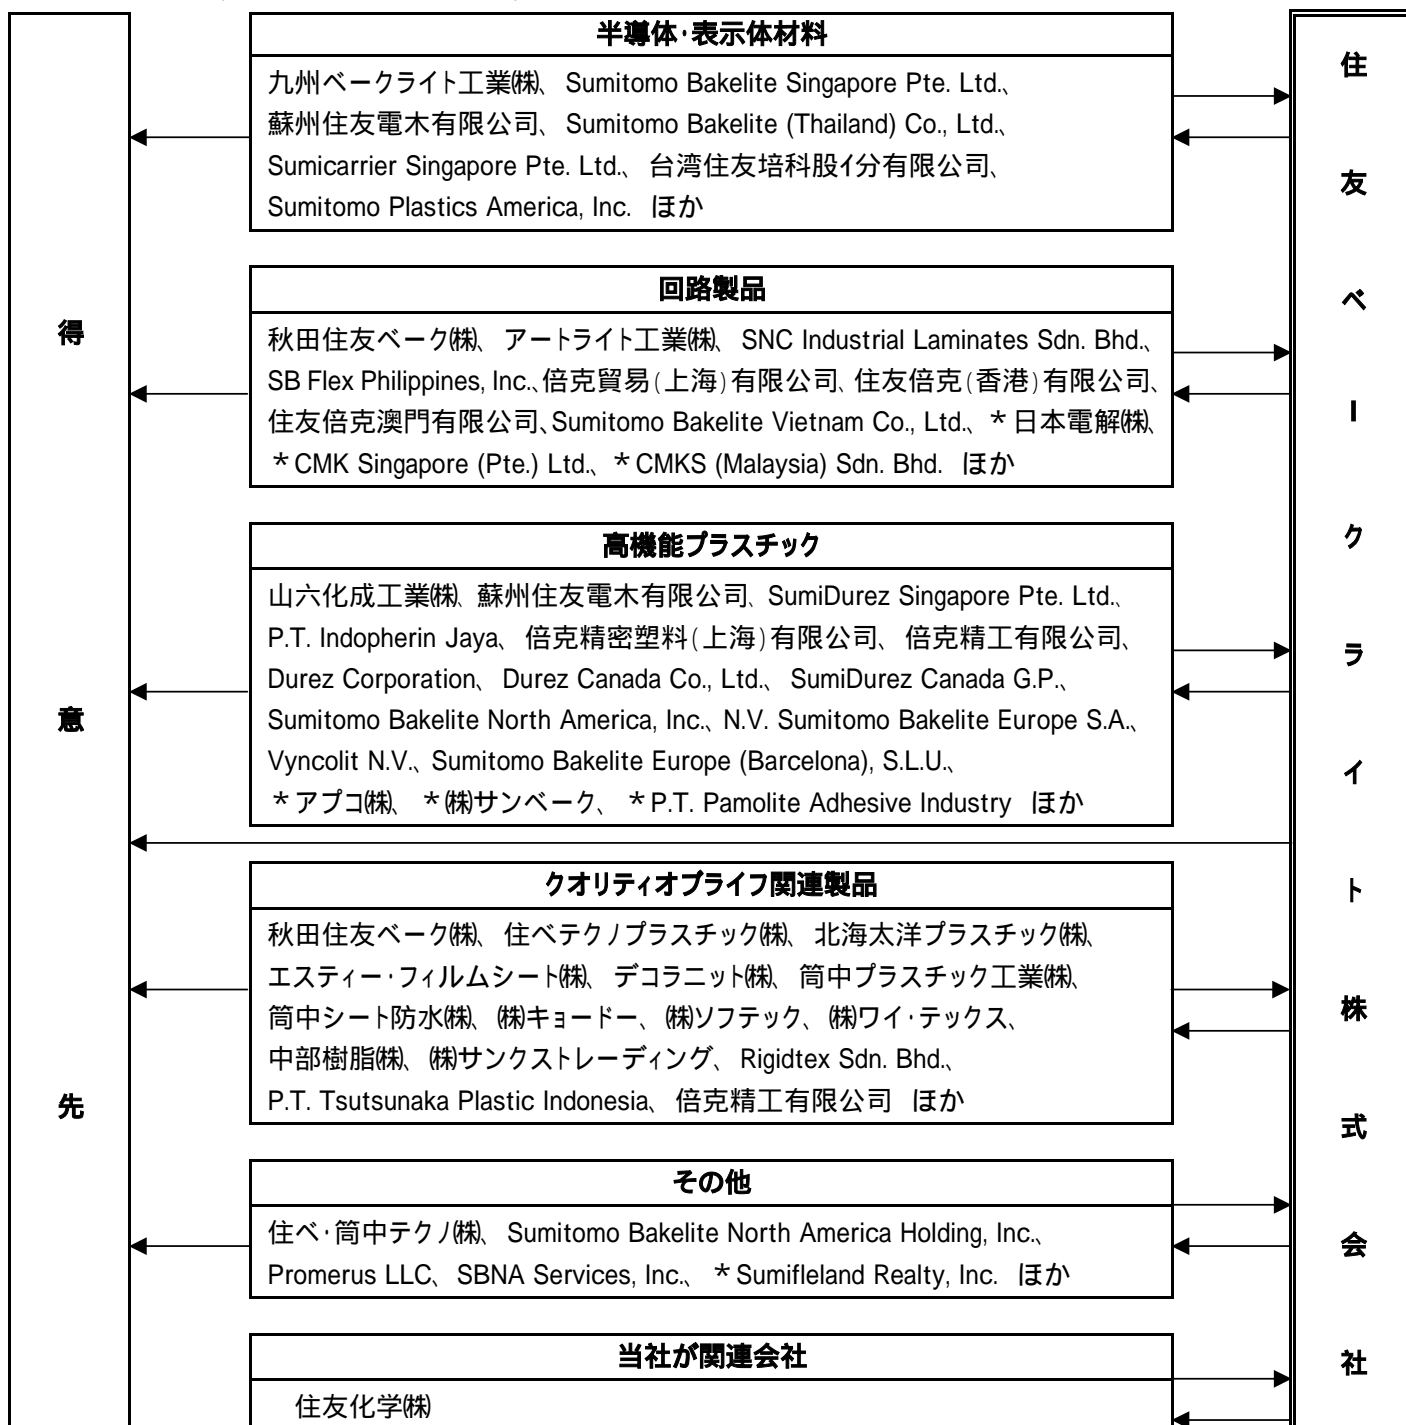 半導体・表示体材料
九州ベークライト工業㈱、Sumitomo Bakelite Singapore Pte. Ltd.、
蘇州住友電木有限公司、Sumitomo Bakelite (Thailand) Co., Ltd.、
Sumicarrier Singapore Pte. Ltd.、台湾住友培科股イ分有限公司、
Sumitomo Plastics America, Inc. ほか
回路製品
秋田住友ベーク㈱、アートライト工業㈱、SNC Industrial Laminates Sdn. Bhd.、
SB Flex Philippines, Inc.、倍克貿易(上海)有限公司、住友倍克(香港)有限公司、
住友倍克澳門有限公司、Sumitomo Bakelite Vietnam Co., Ltd.、＊日本電解㈱、
＊CMK Singapore (Pte.) Ltd.、＊CMKS (Malaysia) Sdn. Bhd. ほか
高機能プラスチック
山六化成工業㈱、蘇州住友電木有限公司、SumiDurez Singapore Pte. Ltd.、
P.T. Indopherin Jaya、倍克精密塑料(上海)有限公司、倍克精工有限公司、
Durez Corporation、Durez Canada Co., Ltd.、SumiDurez Canada G.P.、
Sumitomo Bakelite North America, Inc.、N.V. Sumitomo Bakelite Europe S.A.、
Vyncolit N.V.、Sumitomo Bakelite Europe (Barcelona), S.L.U.、
＊アプコ㈱、＊㈱サンベーク、＊P.T. Pamolite Adhesive Industry ほか
クオリティオブライフ関連製品
秋田住友ベーク㈱、住ベテクノプラスチック㈱、北海太洋プラスチック㈱、
エスティー・フィルムシート㈱、デコラニット㈱、筒中プラスチック工業㈱、
筒中シート防水㈱、㈱キョードー、㈱ソフテック、㈱ワイ・テックス、
中部樹脂㈱、㈱サンクストレーディング、Rigidtex Sdn. Bhd.、
P.T. Tsutsunaka Plastic Indonesia、倍克精工有限公司 ほか
その他
住ベ・筒中テクノ㈱、Sumitomo Bakelite North America Holding, Inc.、
Promerus LLC、SBNA Services, Inc.、＊Sumifleland Realty, Inc. ほか
当社が関連会社
住友化学㈱
得意先
住友ベークライト株式会社